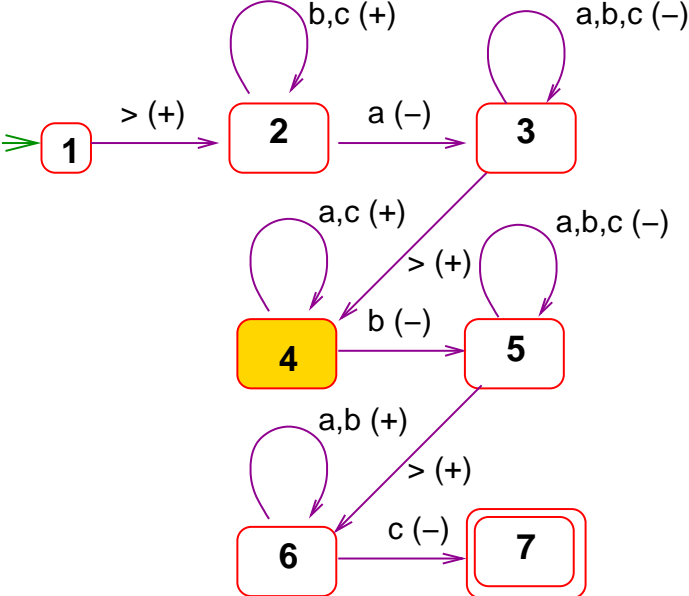 b,c (+)
a,b,c (–)
> (+)
a (–)
1
2
3
a,c (+)
a,b,c (–)
> (+)
b (–)
4
5
a,b (+)
> (+)
c (–)
6
7